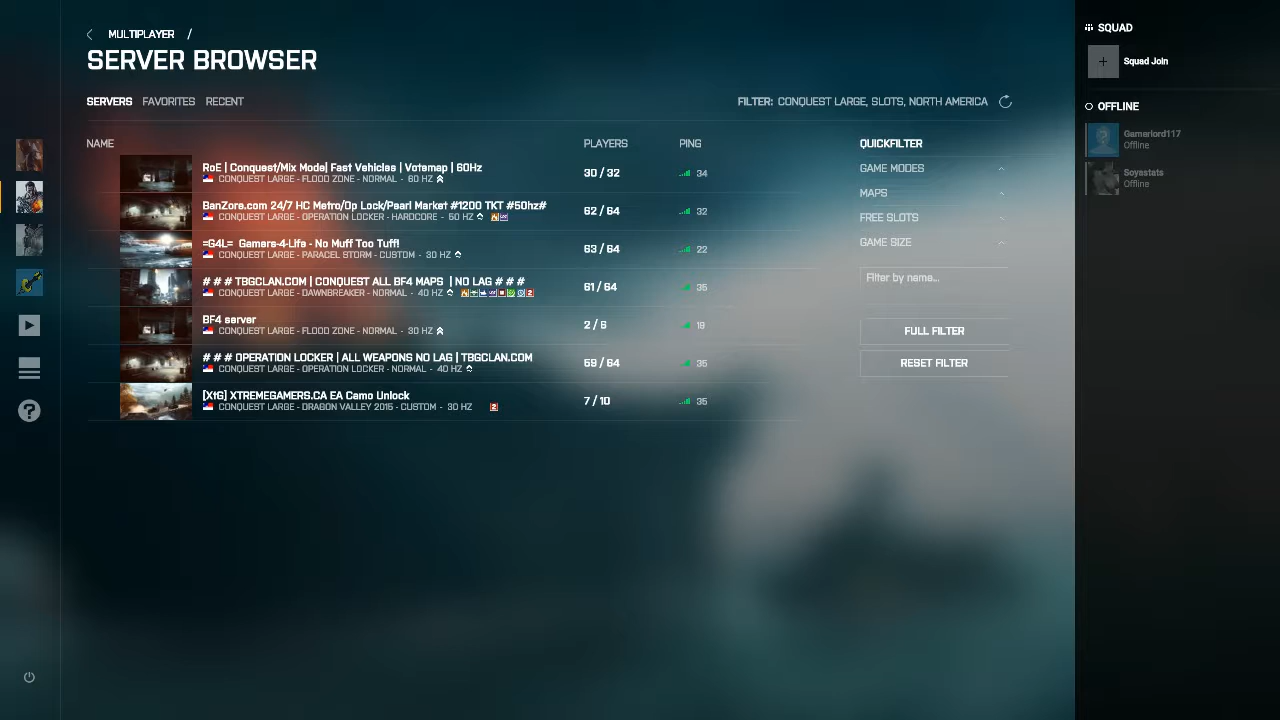 MULTIPLAYER /
SERVER BROWSER
SERVERS FAVORITES RECENT
FILTER: CONQUEST LARGE, SLOTS, NORTH AMERICA
NAME PLAYERS PING
RoE | Conquest/Mix Mode| Fast Vehicles | Votemap | 60Hz
CONQUEST LARGE - FLOOD ZONE - NORMAL - 60 HZ
30 / 32 34
BanZore.com 24/7 HC Metro/Op Lock/Pearl Market #1200 TKT #50hz#
CONQUEST LARGE - OPERATION LOCKER - HARDCORE - 50 HZ
62 / 64 32
=G4L= Gamers-4-Life - No Muff Too Tuff!
CONQUEST LARGE - PARACEL STORM - CUSTOM - 30 HZ
63 / 64 22
# # # TBGCLAN.COM | CONQUEST ALL BF4 MAPS | NO LAG # # #
CONQUEST LARGE - DAWNBREAKER - NORMAL - 40 HZ
61 / 64 35
BF4 server
CONQUEST LARGE - FLOOD ZONE - NORMAL - 30 HZ
2 / 6 19
# # # OPERATION LOCKER | ALL WEAPONS NO LAG | TBGCLAN.COM
CONQUEST LARGE - OPERATION LOCKER - NORMAL - 40 HZ
59 / 64 35
[XtG] XTREMEGAMERS.CA EA Camo Unlock
CONQUEST LARGE - DRAGON VALLEY 2015 - CUSTOM - 30 HZ
2
7 / 10 35
QUICKFILTER
GAME MODES
MAPS
FREE SLOTS
GAME SIZE
Filter by name...
FULL FILTER
RESET FILTER
SQUAD
+ Squad Join
OFFLINE
Gamerlord117
Offline
Soysstats
Offline
?